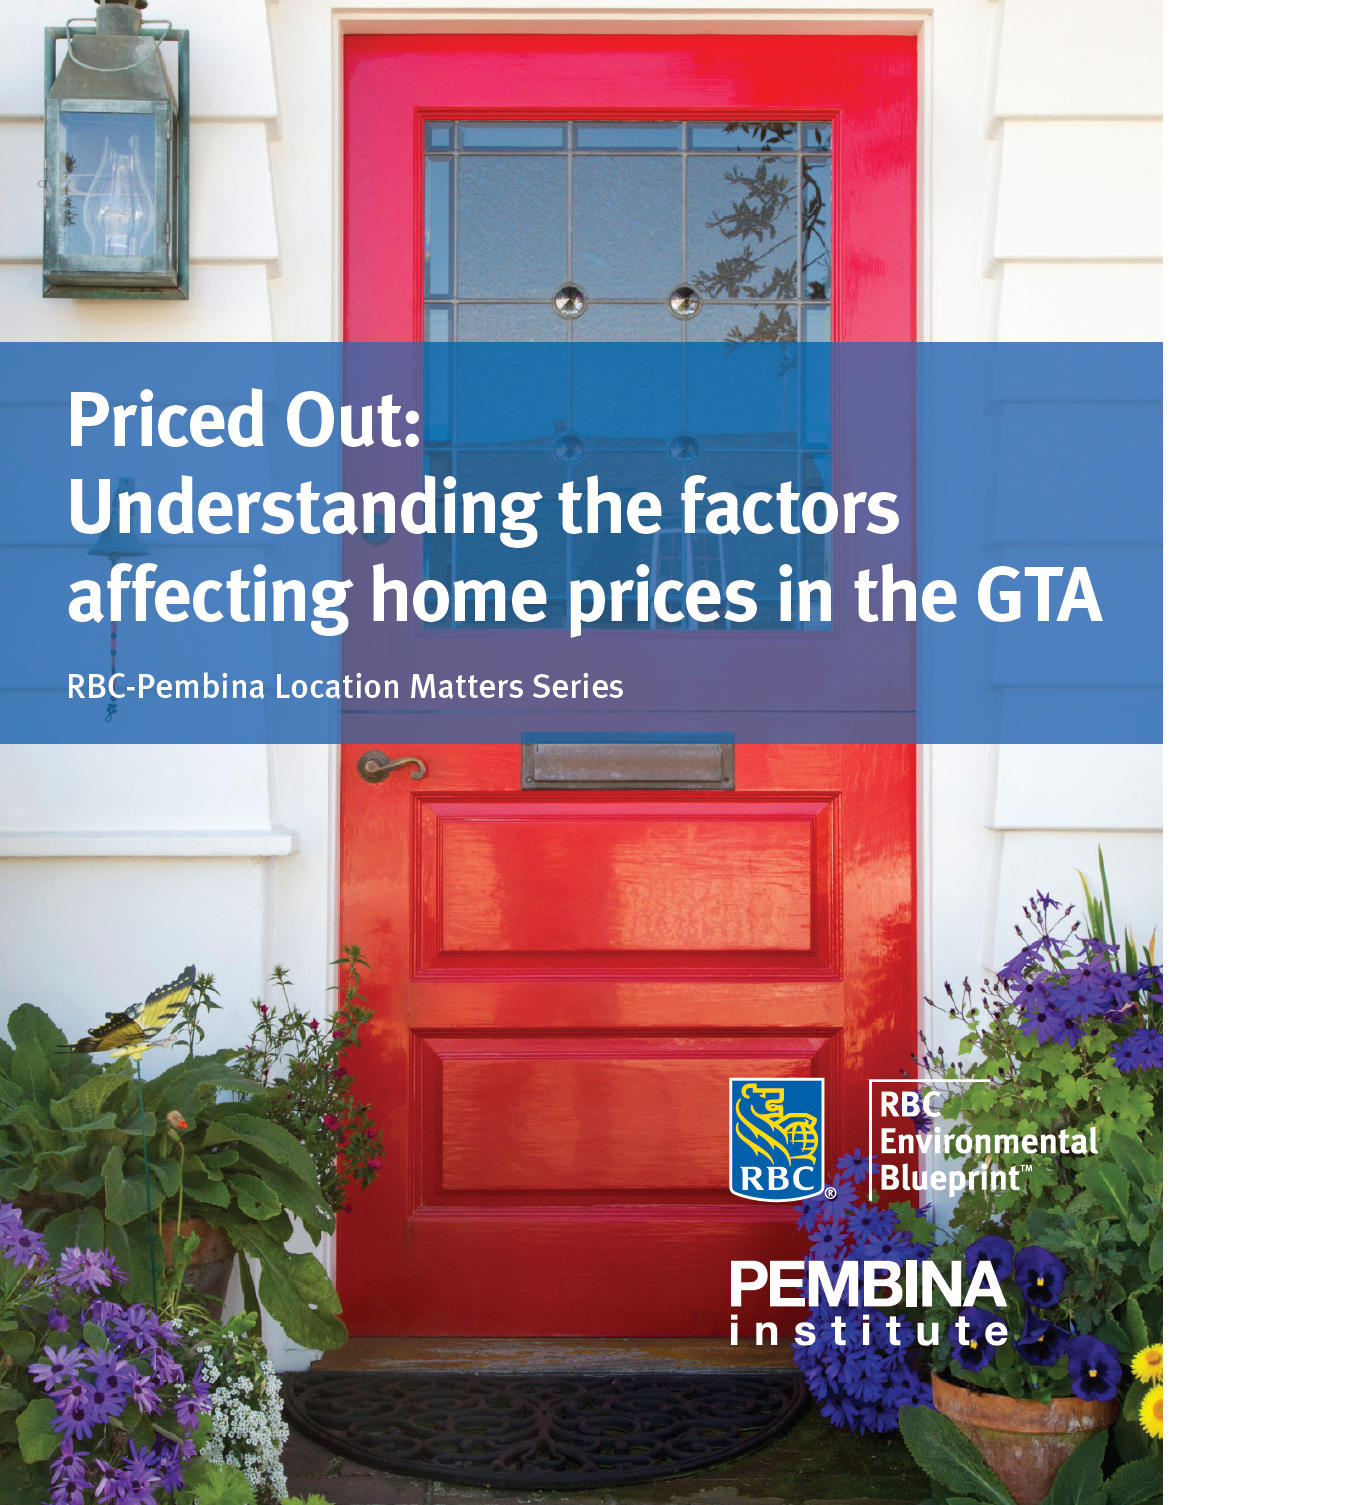 Priced Out:
Understanding the factors
affecting home prices in the GTA
RBC-Pembina Location Matters Series
RBC®
RBC
Environmental
Blueprint™
PEMBINA
institute